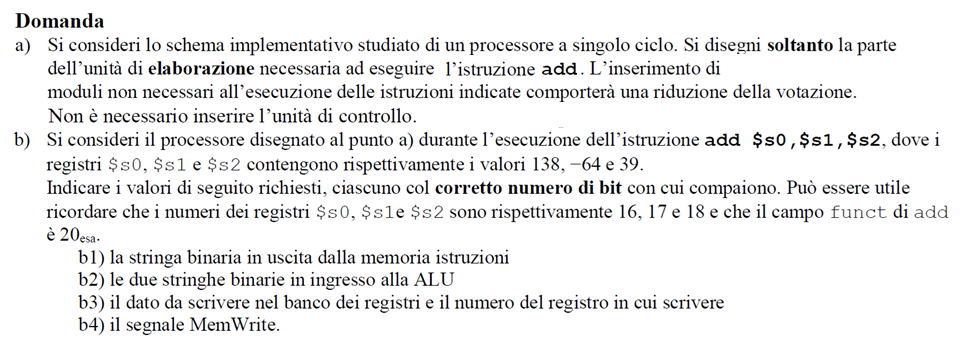 Domanda
a) Si consideri lo schema implementativo studiato di un processore a singolo ciclo. Si disegni soltanto la parte
dell'unità di elaborazione necessaria ad eseguire l'istruzione add. L'inserimento di
moduli non necessari all'esecuzione delle istruzioni indicate comporterà una riduzione della votazione.
Non è necessario inserire l'unità di controllo.
b) Si consideri il processore disegnato al punto a) durante l'esecuzione dell'istruzione add $s0,$s1,$s2, dove i
registri $s0, $s1 e $s2 contengono rispettivamente i valori 138, −64 e 39.
Indicare i valori di seguito richiesti, ciascuno col corretto numero di bit con cui compaiono. Può essere utile
ricordare che i numeri dei registri $s0, $s1e $s2 sono rispettivamente 16, 17 e 18 e che il campo funct di add
è 20esa.
b1) la stringa binaria in uscita dalla memoria istruzioni
b2) le due stringhe binarie in ingresso alla ALU
b3) il dato da scrivere nel banco dei registri e il numero del registro in cui scrivere
b4) il segnale MemWrite.